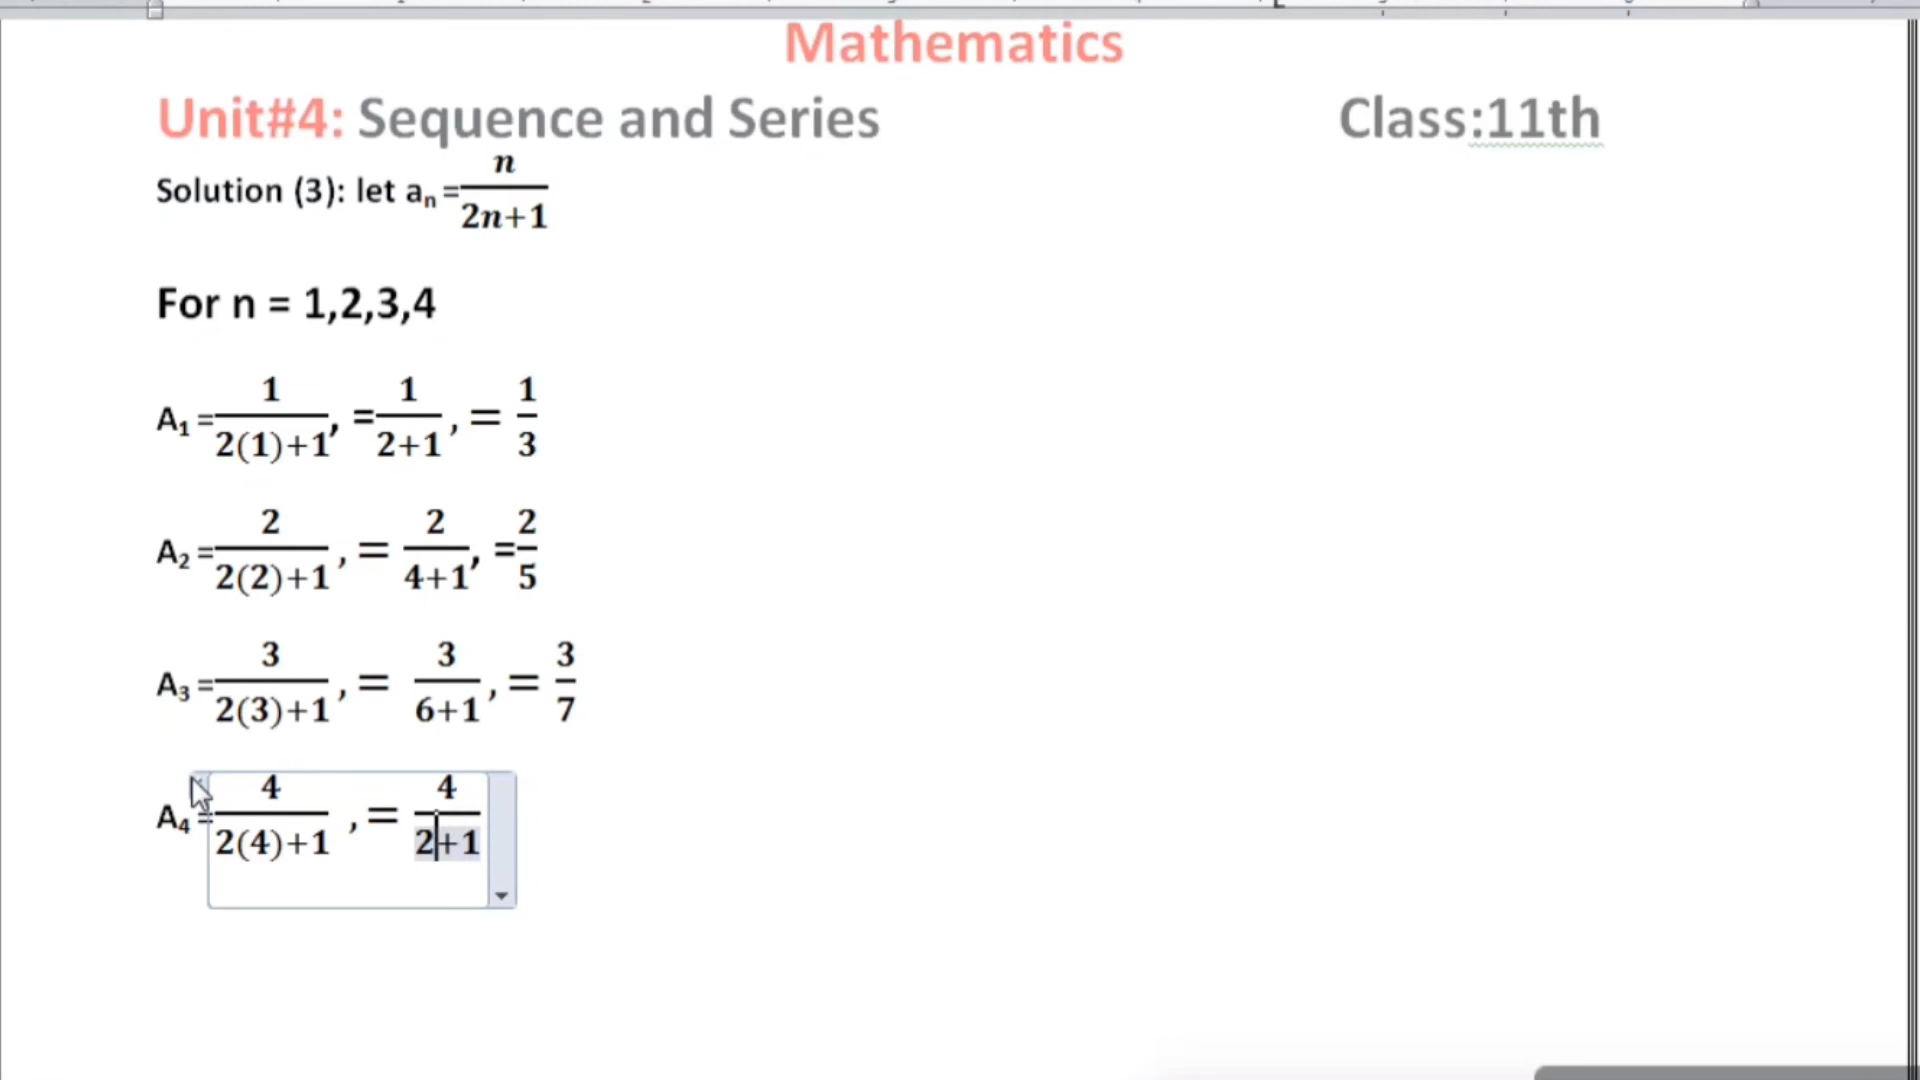 Mathematics
Unit#4: Sequence and Series Class:11th
Solution (3): let aₙ = n/2n+1
For n = 1,2,3,4
A₁ = 1/2(1)+1, = 1/2+1, = 1/3
A₂ = 2/2(2)+1, = 2/4+1, = 2/5
A₃ = 3/2(3)+1, = 3/6+1, = 3/7
A₄ = 4/2(4)+1, = 4/2+1